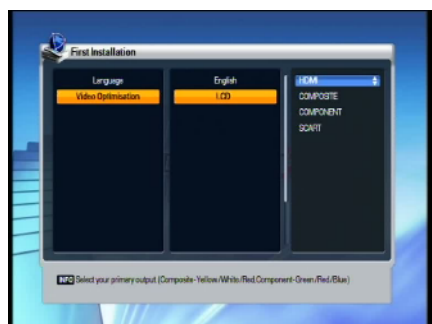 First Installation
Language
English
HDMI
Video Optimisation
LCD
COMPOSITE
COMPONENT
SCART
INFO Select your primary output (Composite-Yellow/White/Red, Component-Green/Red/Blue)